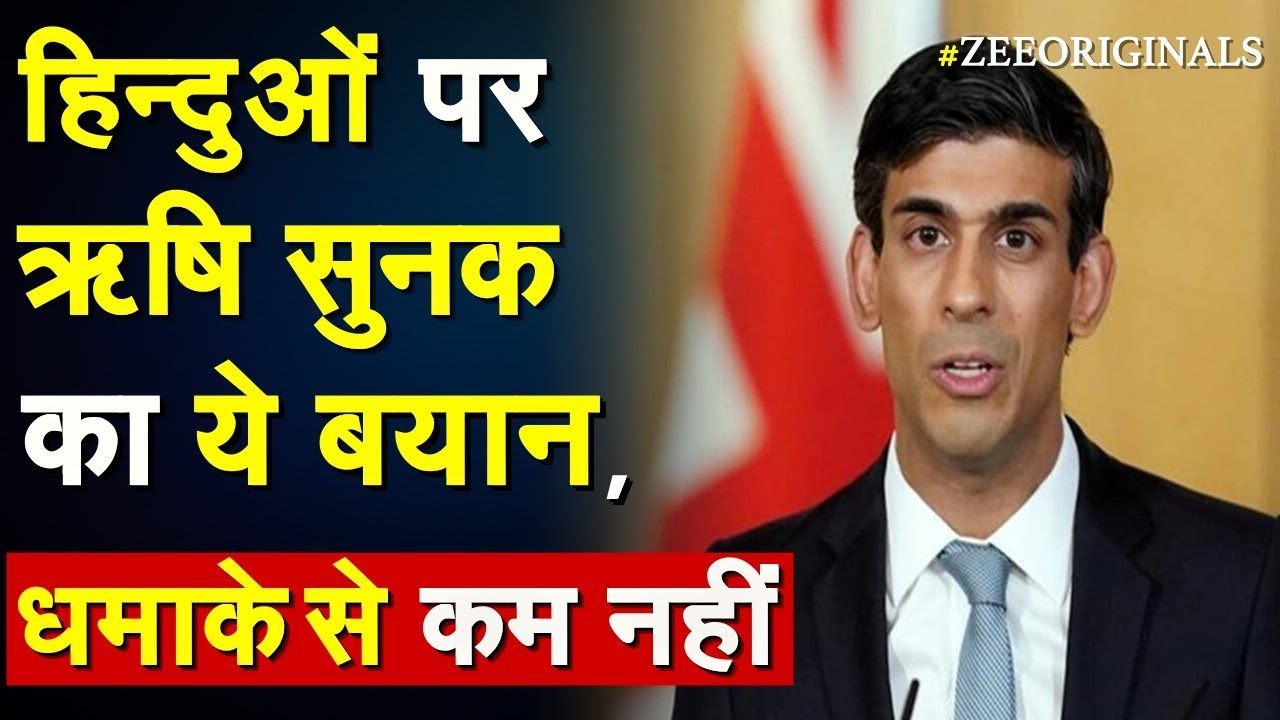 #ZEEORIGINALS
हिन्दुओं पर
ऋषि सुनक
का ये बयान,
धमाके से कम नहीं